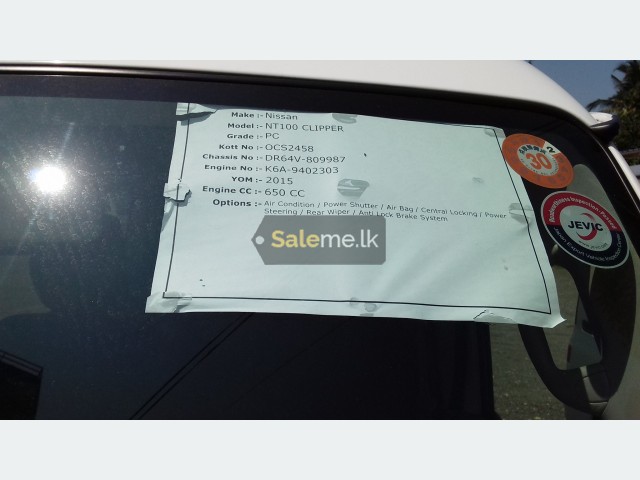 Make :- Nissan
Model :- NT100 CLIPPER
Grade :- PC
Kott No :- OCS2458
Chassis No :- DR64V-809987
Engine No :- K6A-9402303
YOM :- 2015
Engine CC :- 650 CC
Options :- Air Condition / Power Shutter / Air Bag / Central Locking / Power
Steering / Rear Wiper / Anti Lock Brake System
Saleme.lk
2
30
JEVIC